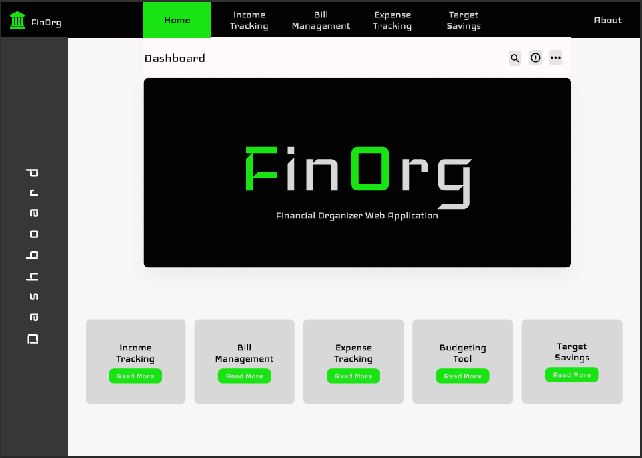 FinOrg
Home
Income
Tracking
Bill
Management
Expense
Tracking
Target
Savings
About
Dashboard
Dashboard
FinOrg
Financial Organizer Web Application
Income
Tracking
Read More
Bill
Management
Read More
Expense
Tracking
Read More
Budgeting
Tool
Read More
Target
Savings
Read More